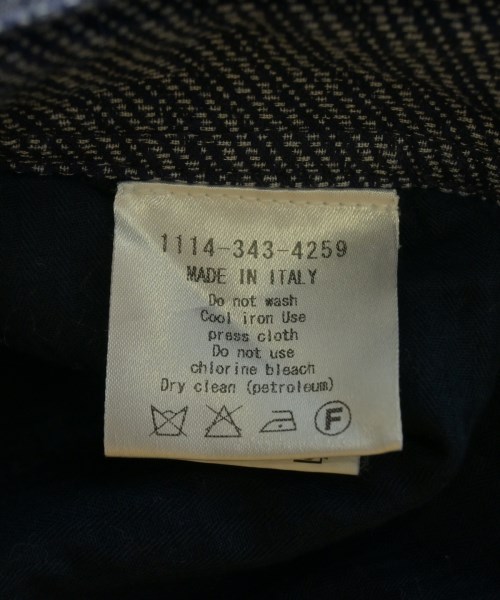 1114-343-4259
MADE IN ITALY
Do not wash
Cool iron Use
press cloth
Do not use
chlorine bleach
Dry clean (petroleum)
F